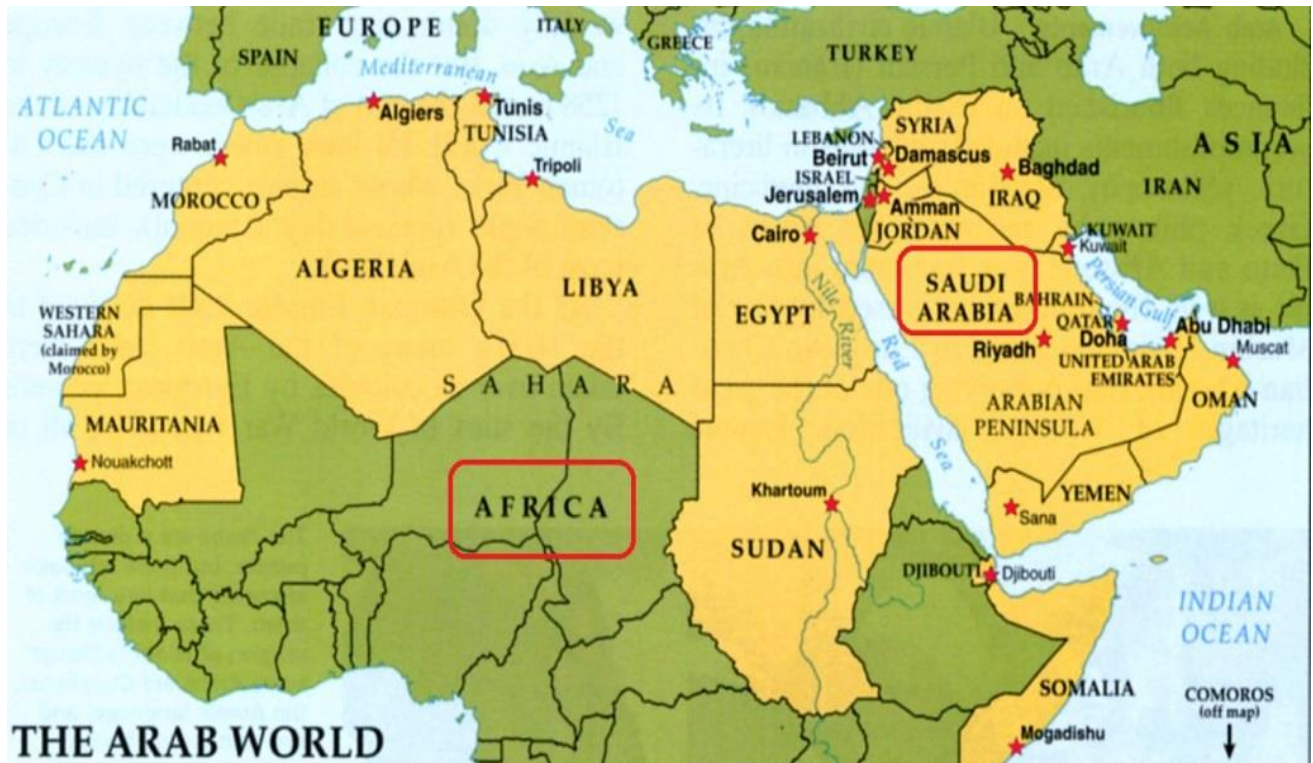 EUROPE
ITALY
SPAIN
GREECE
TURKEY
Mediterranean
Sea
ATLANTIC
OCEAN
Algiers
Tunis
TUNISIA
Rabat
Tripoli
MOROCCO
SYRIA
LEBANON
Beirut
Damascus
ISRAEL
Jerusalem
Amman
JORDAN
Baghdad
IRAQ
ASIA
IRAN
KUWAIT
Kuwait
Cairo
ALGERIA
LIBYA
EGYPT
Nile
River
SAUDI
ARABIA
BAHRAIN
Persian Gulf
QATAR
Doha
Abu Dhabi
Riyadh
UNITED ARAB
EMIRATES
Muscat
OMAN
WESTERN
SAHARA
(claimed by
Morocco)
SAHARA
Red
Sea
ARABIAN
PENINSULA
MAURITANIA
Nouakchott
AFRICA
Khartoum
SUDAN
YEMEN
Sana
DJIBOUTI
Djibouti
INDIAN
OCEAN
SOMALIA
COMOROS
(off map)
Mogadishu
THE ARAB WORLD